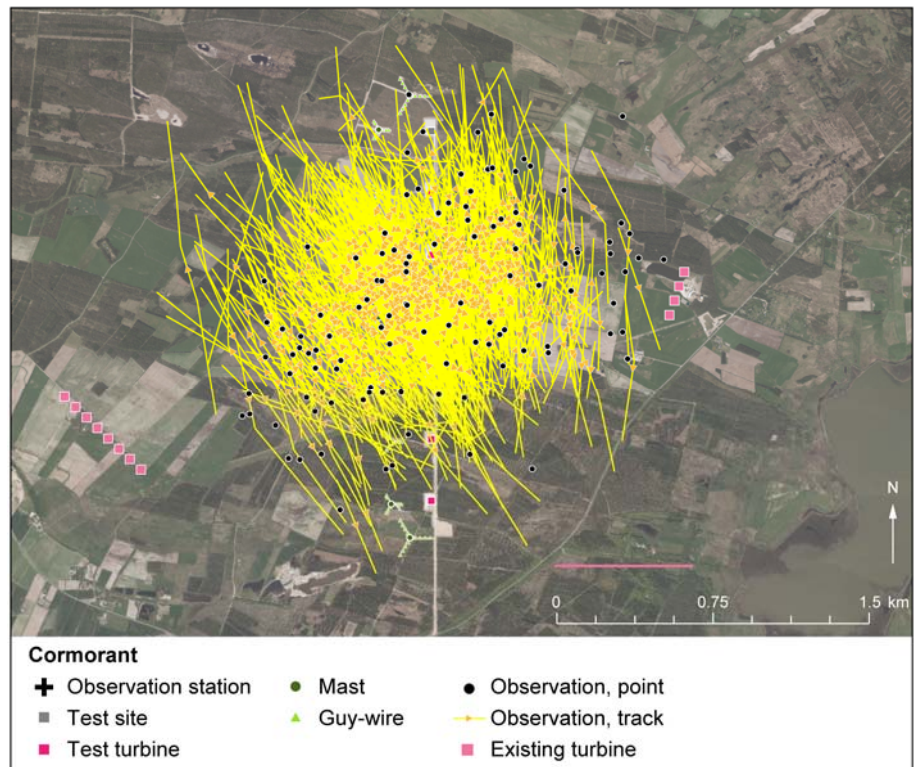 N
0 0.75 1.5 km
Cormorant
Observation station Mast Observation, point
Test site Guy-wire Observation, track
Test turbine Existing turbine